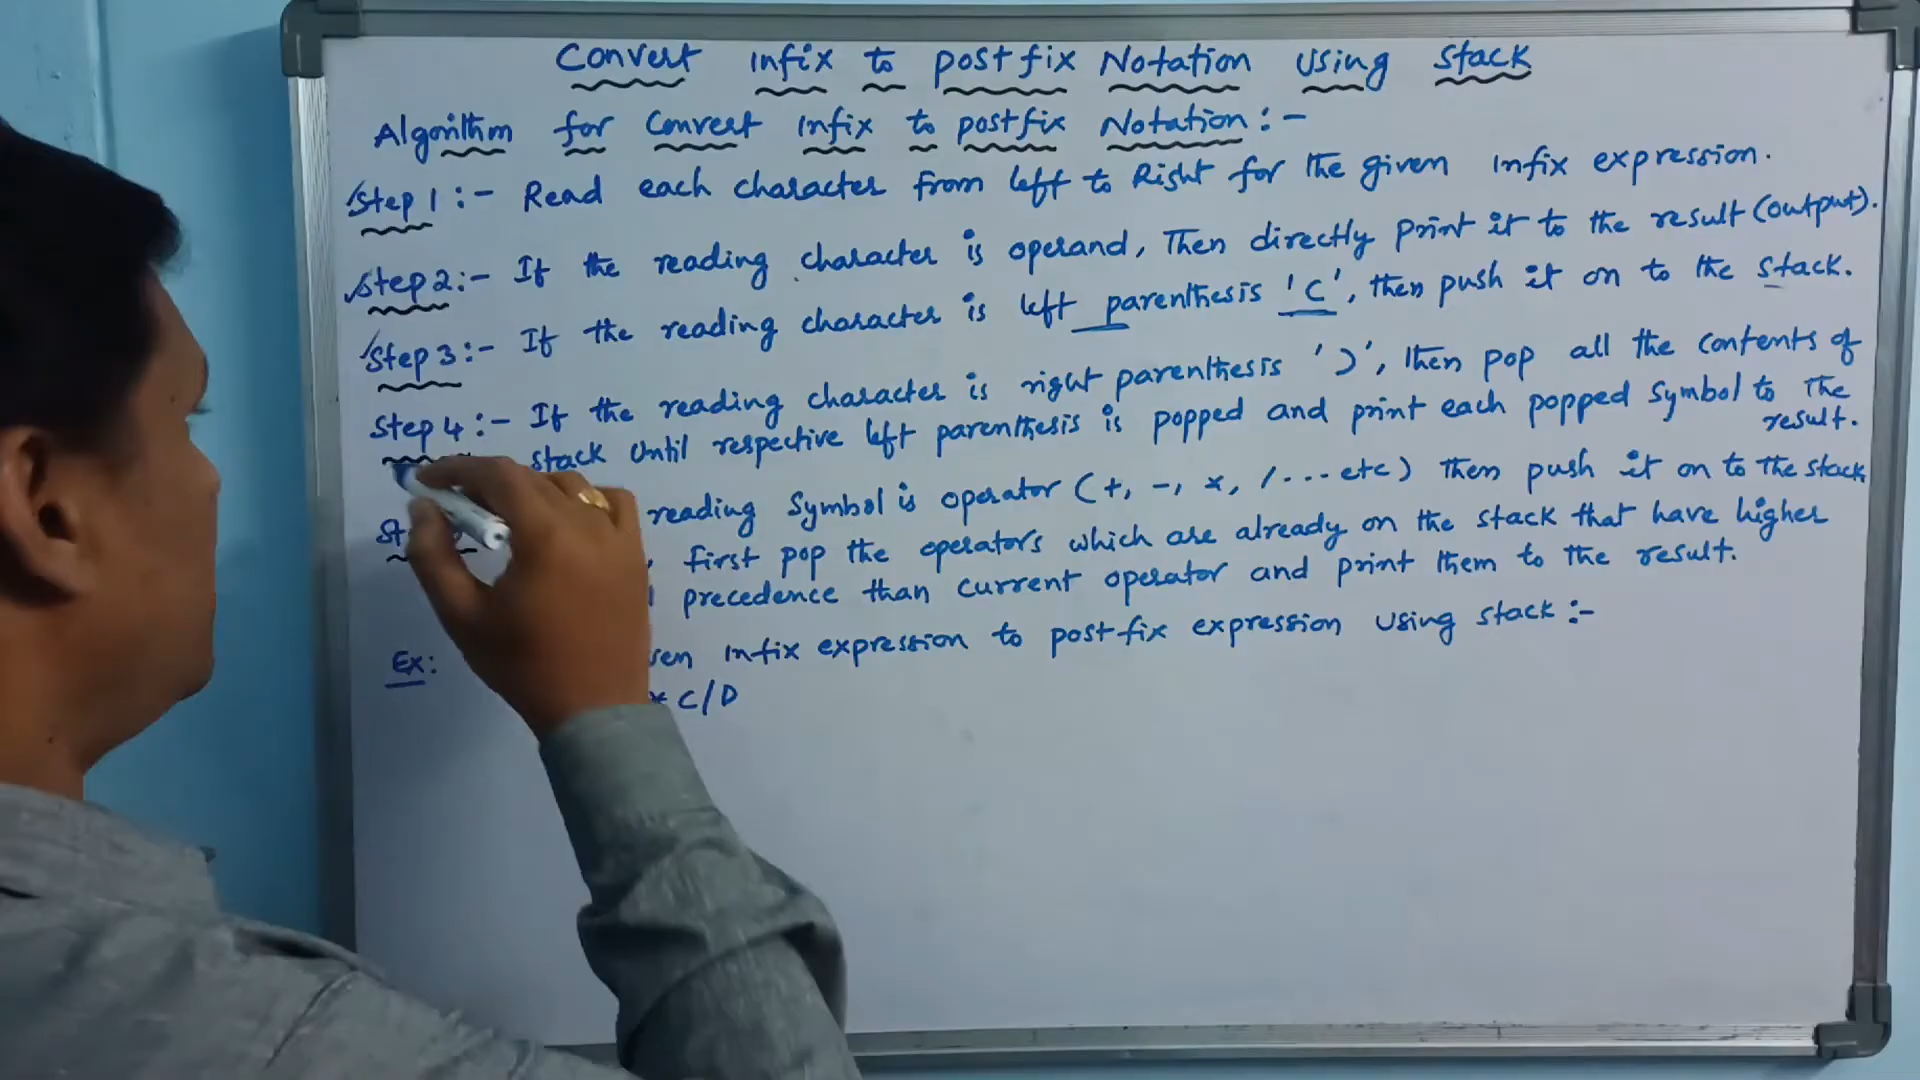 Convert infix to postfix Notation using stack
Algorithm for Convert infix to postfix Notation:-
Step 1:- Read each character from left to Right for the given infix expression.
Step 2:- If the reading character is operand, Then directly print it to the result (output).
Step 3:- If the reading character is left parenthesis '(', then push it on to the stack.
Step 4:- If the reading character is right parenthesis ')', then pop all the contents of
stack until respective left parenthesis is popped and print each popped symbol to the
result.
reading symbol is operator (+, -, *, / ... etc) then push it on to the stack
, first pop the operators which are already on the stack that have higher
precedence than current operator and print them to the result.
Ex: infix expression to postfix expression using stack:-
* C/D